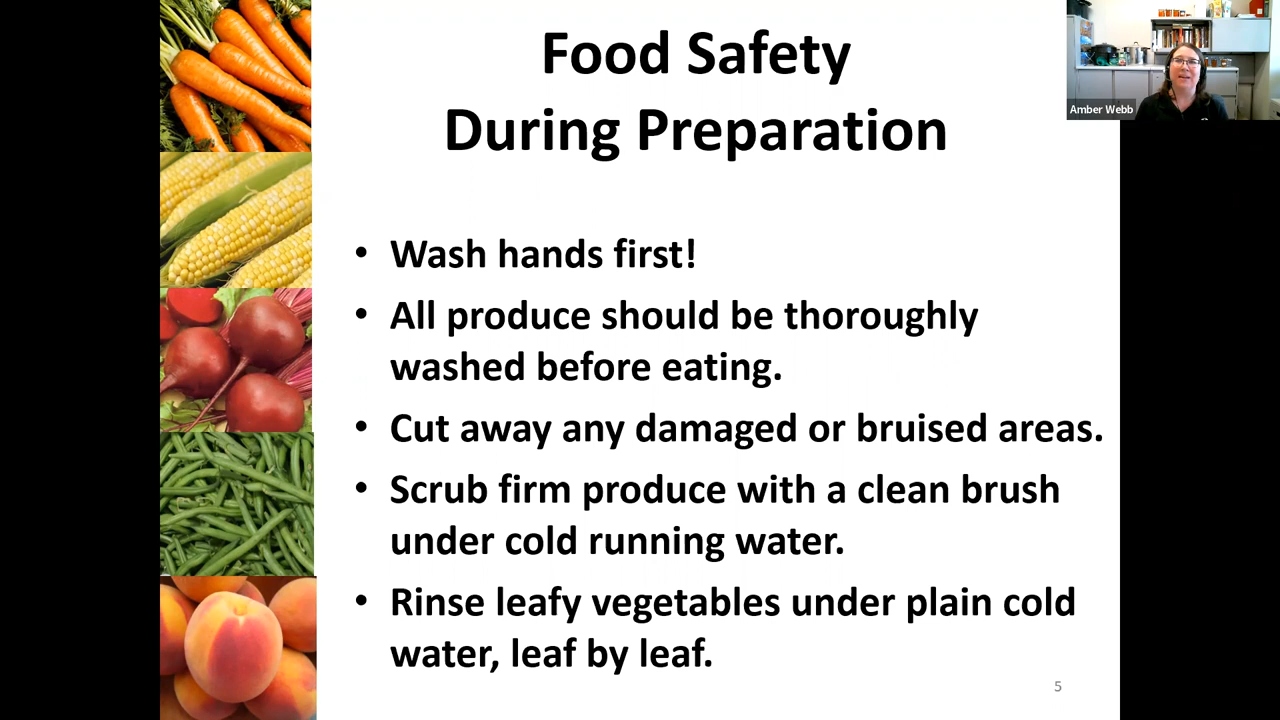 Food Safety
During Preparation
Amber Webb
• Wash hands first!
• All produce should be thoroughly
washed before eating.
• Cut away any damaged or bruised areas.
• Scrub firm produce with a clean brush
under cold running water.
• Rinse leafy vegetables under plain cold
water, leaf by leaf.
5